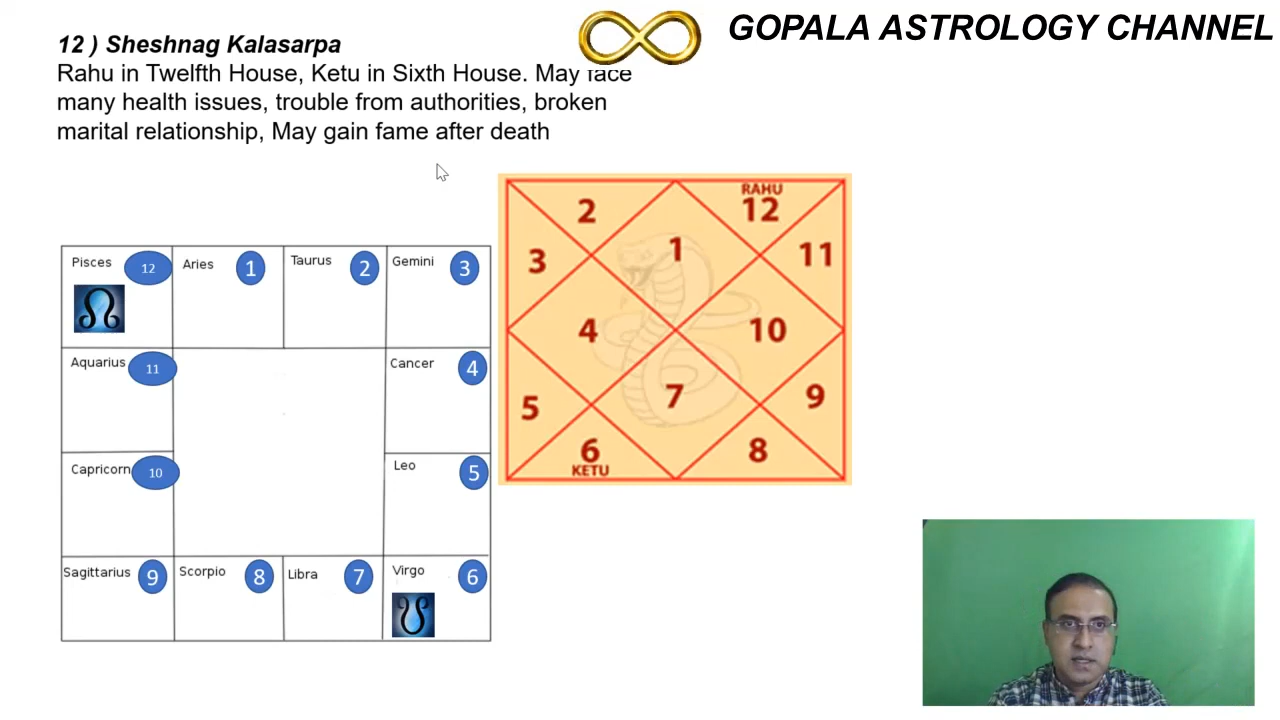 GOPALA ASTROLOGY CHANNEL
12 ) Sheshnag Kalasarpa
Rahu in Twelfth House, Ketu in Sixth House. May face
many health issues, trouble from authorities, broken
marital relationship, May gain fame after death
Pisces 12
Aries 1
Taurus 2
Gemini 3
Aquarius 11
Cancer 4
Capricorn 10
Leo 5
Sagittarius 9
Scorpio 8
Libra 7
Virgo 6
2
RAHU
12
3
1
11
4
10
5
7
9
6
KETU
8